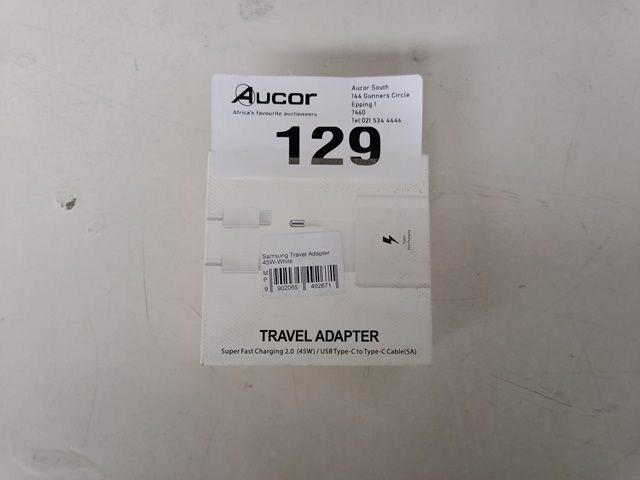 Aucor
Africa's favourite auctioneers
Aucor South
144 Gunners Circle
Epping 1
7460
Tel:021 534 4446
129
Samsung Travel Adapter
45W-White
MP
9 902065 492671
TRAVEL ADAPTER
Super Fast Charging 2.0 (45W) / USB Type-C to Type-C Cable(5A)